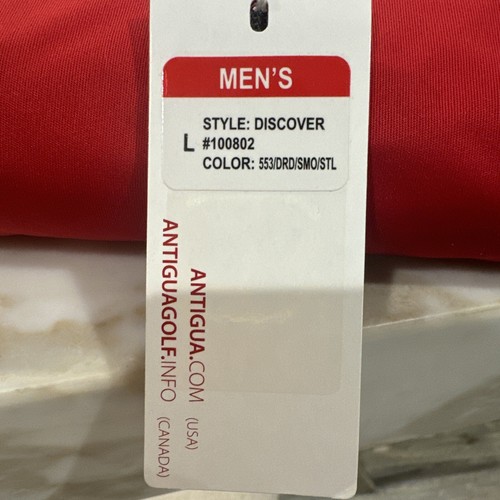 MEN'S
STYLE: DISCOVER
L #100802
COLOR: 553/DRD/SMO/STL
ANTIGUA.COM (USA)
ANTIGUAGOLF.INFO (CANADA)